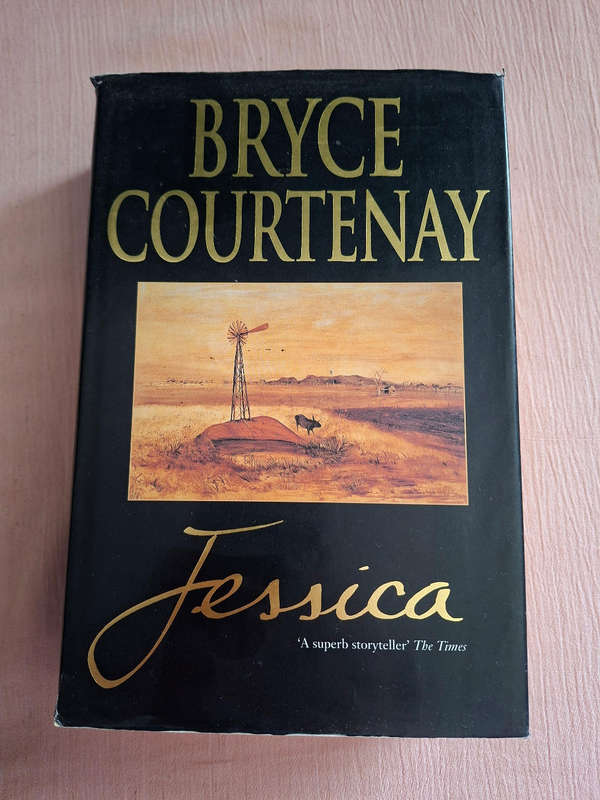 BRYCE
COURTENAY
Jessica
‘A superb storyteller’ The Times